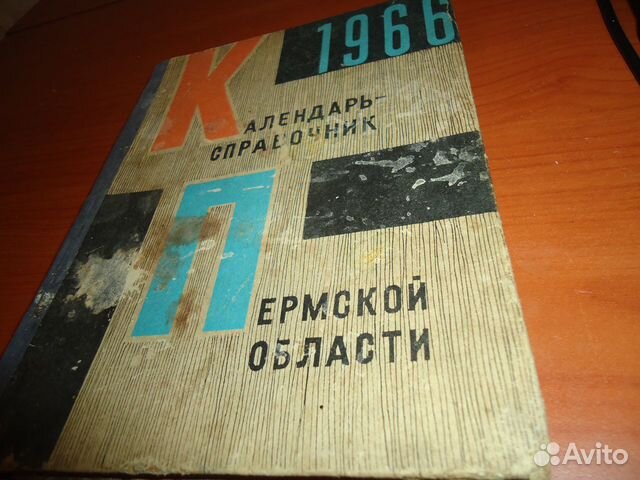 1966
КАЛЕНДАРЬ-
СПРАВОЧНИК
ПЕРМСКОЙ
ОБЛАСТИ
Avito